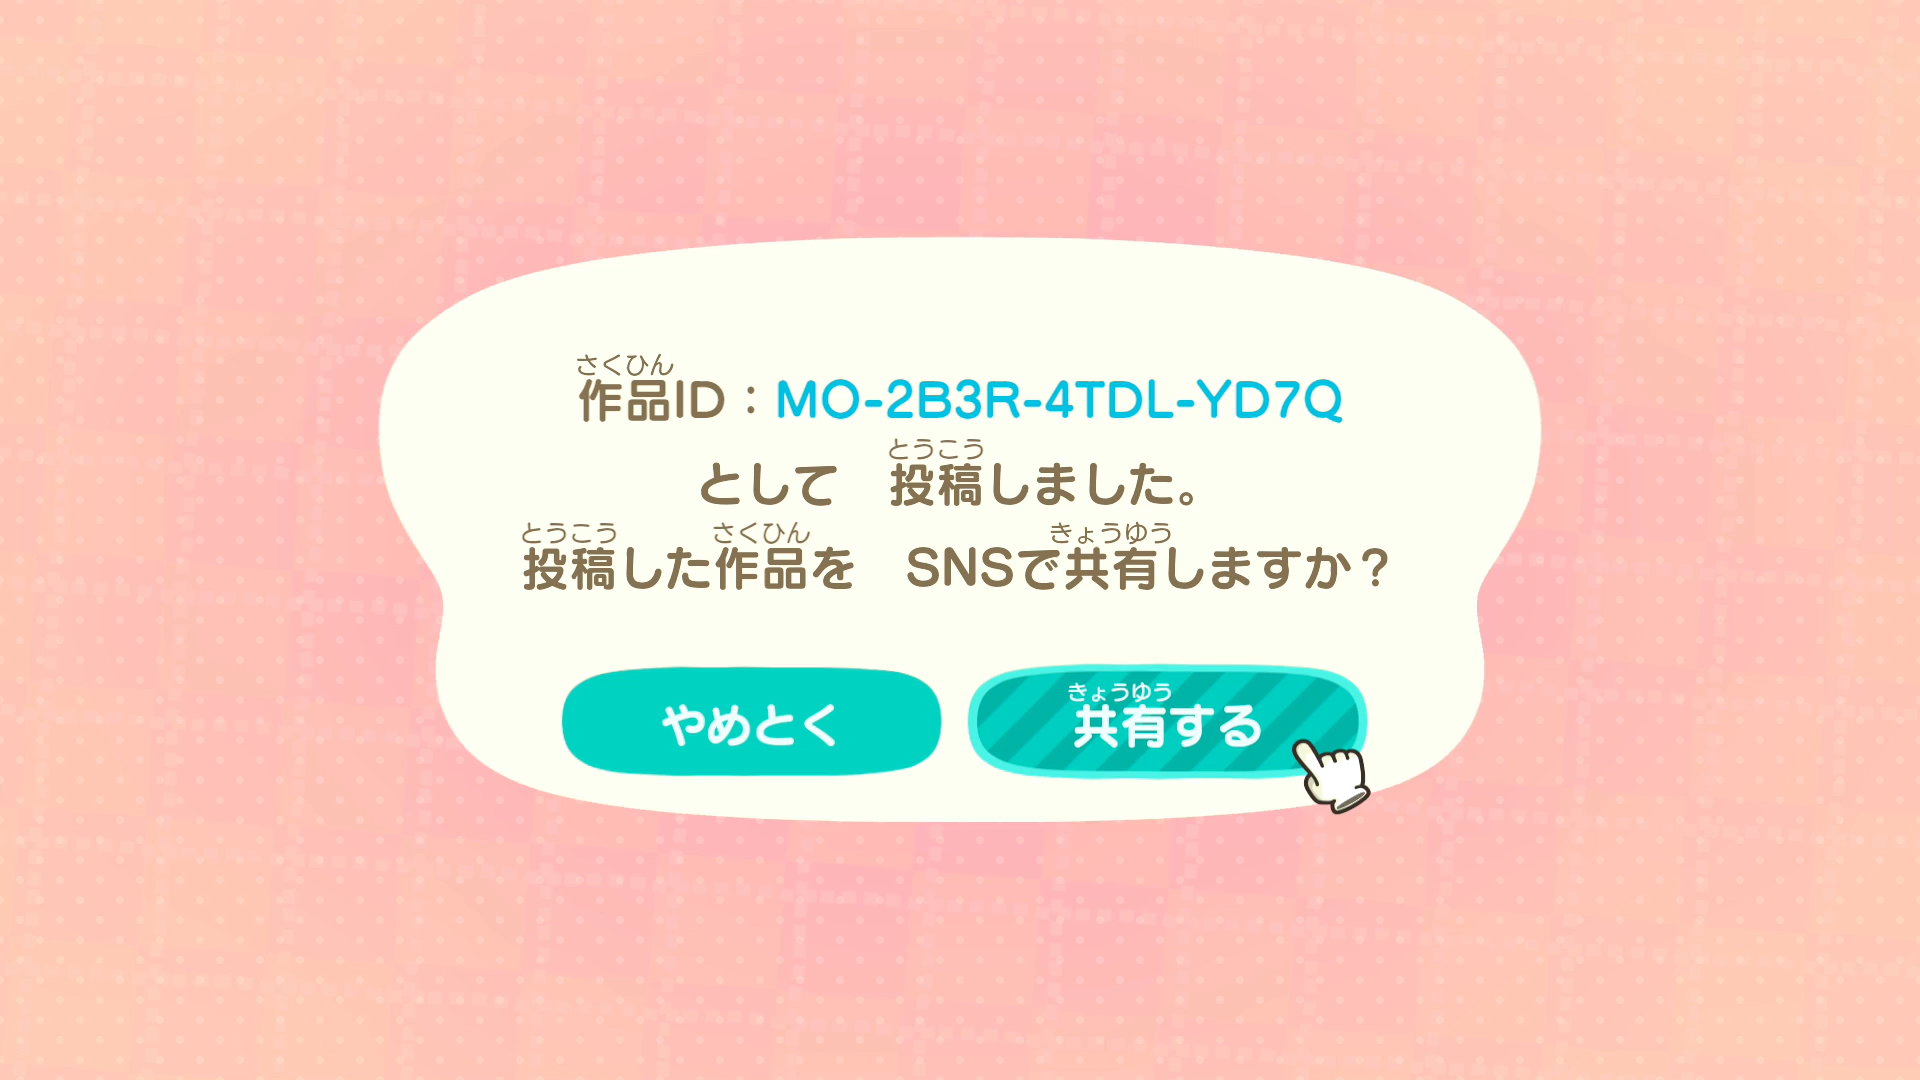 さくひん
作品ID：MO-2B3R-4TDL-YD7Q
とうこう
として　投稿しました。
とうこう さくひん きょうゆう
投稿した作品を　SNSで共有しますか？
やめとく
きょうゆう
共有する